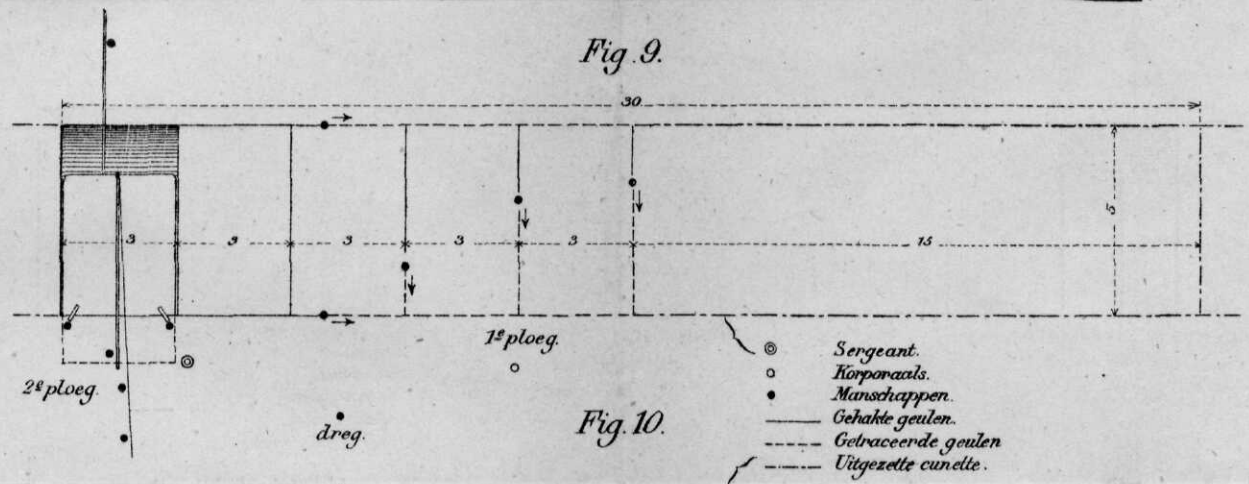 Fig. 9.
30
3 3 3 3 3 15
5
1e ploeg.
2e ploeg.
dreg.
Fig. 10.
Sergeant.
Korporaals.
Manschappen.
Gehakte geulen.
Getraceerde geulen
Uitgezette cunette.